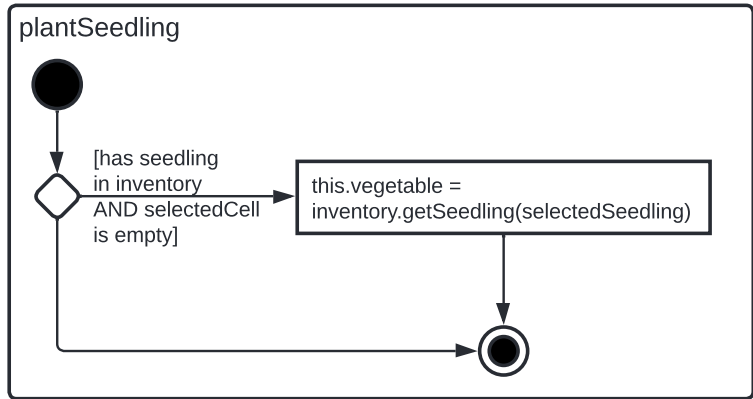 plantSeedling
[has seedling
in inventory
AND selectedCell
is empty]
this.vegetable =
inventory.getSeedling(selectedSeedling)